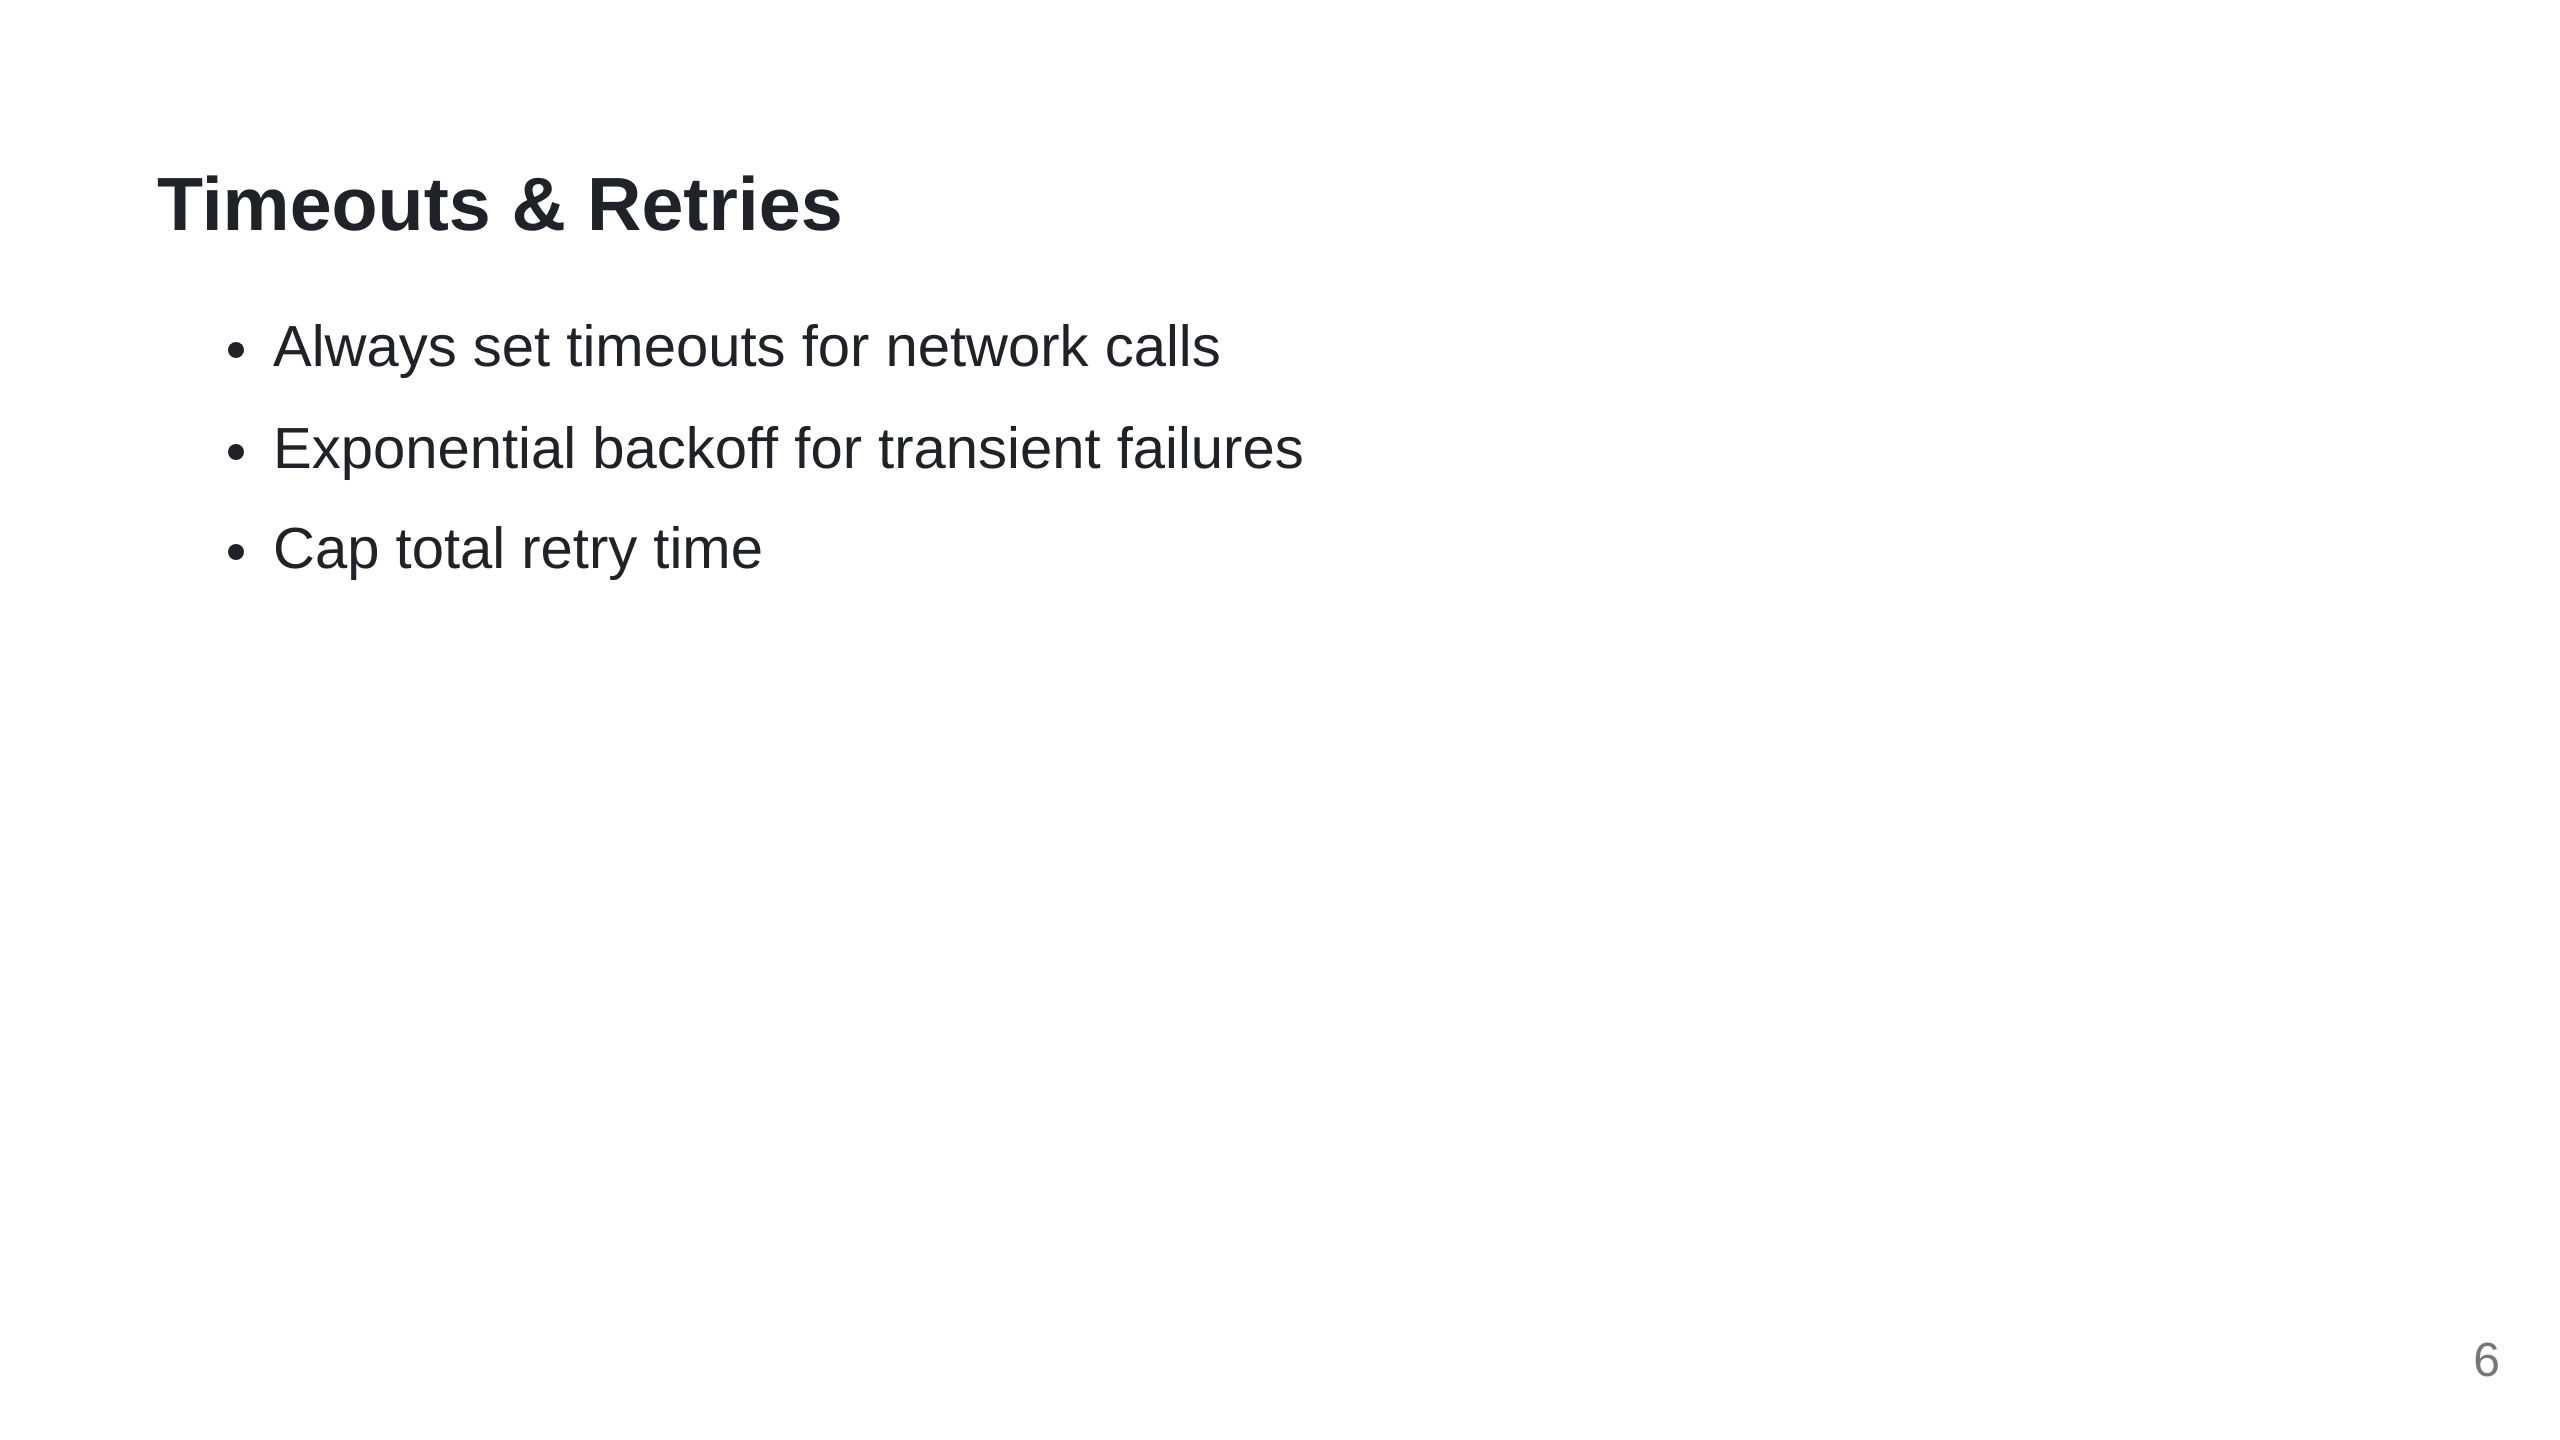 Timeouts & Retries
• Always set timeouts for network calls
• Exponential backoff for transient failures
• Cap total retry time
6